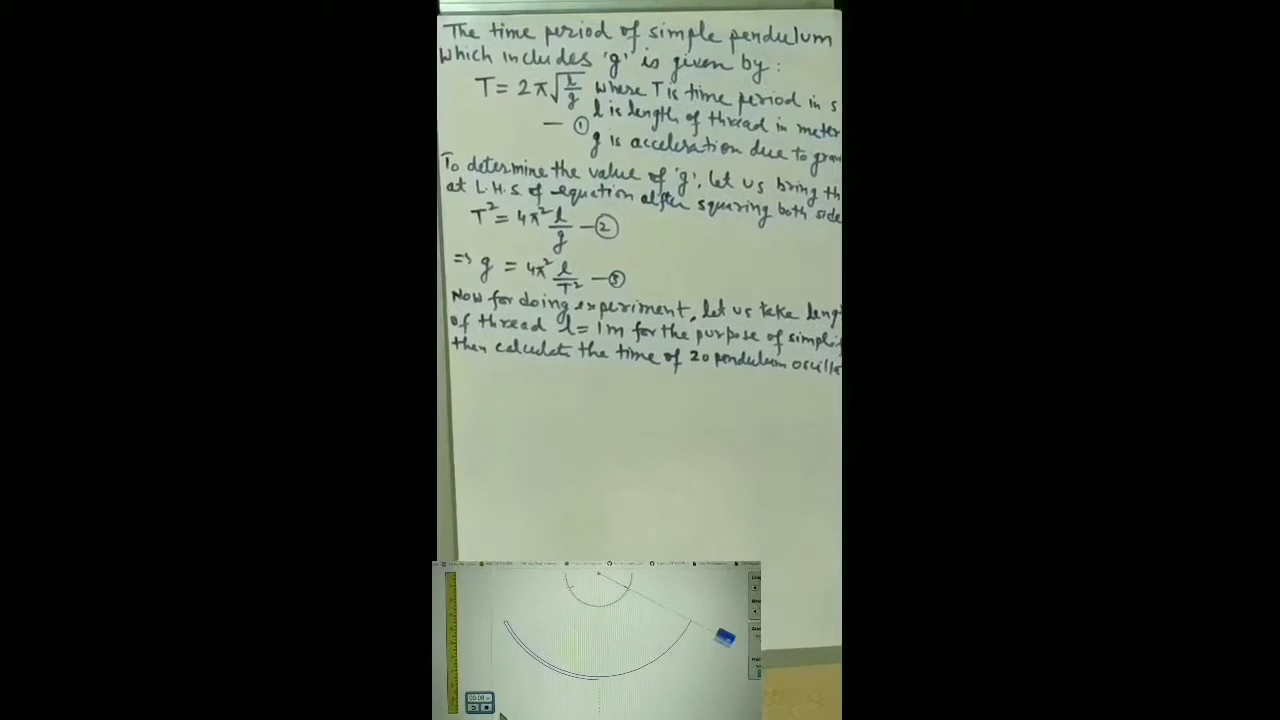 The time period of simple pendulum
which includes 'g' is given by:
T = 2π√l/g where T is time period in s
l is length of thread in meter
— ①
g is acceleration due to
To determine the value of 'g', let us bring
at L.H.S of equation after squaring both side
T² = 4π² l/g — ②
⇒ g = 4π² l/T² — ③
Now for doing experiment, let us take
of thread l = 1m for the purpose of
then calculate the time of 20 pendulum